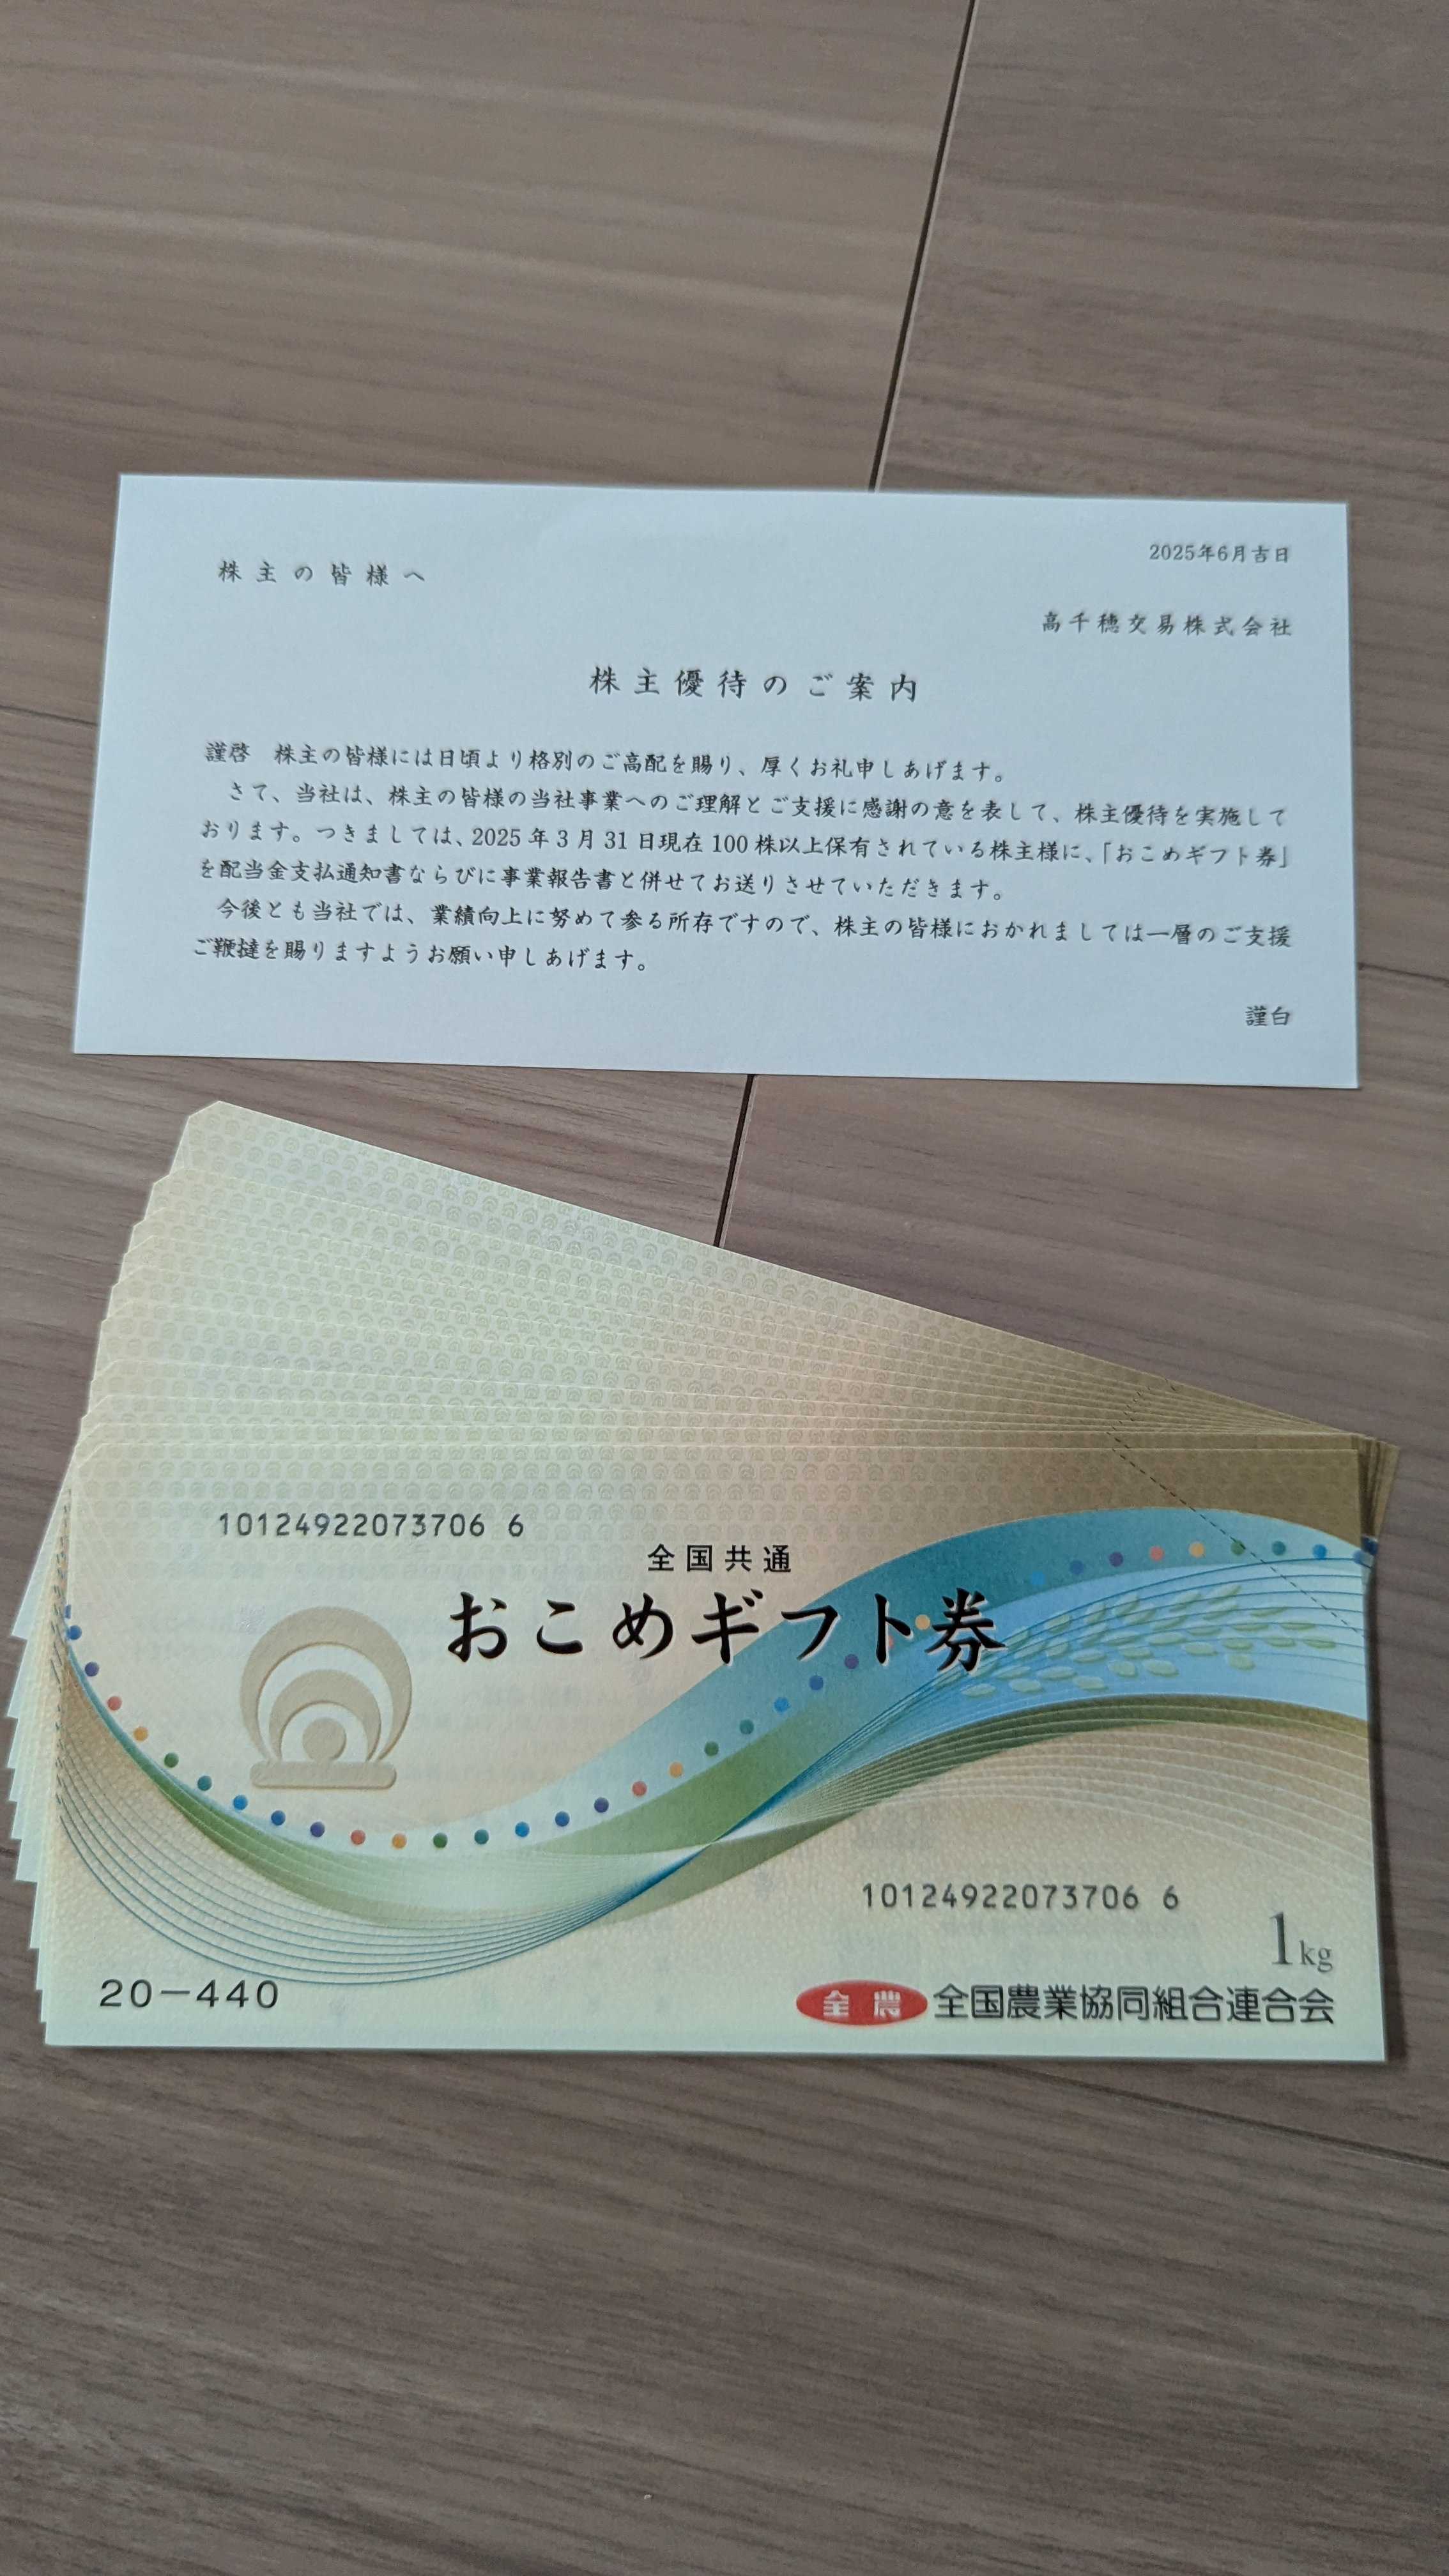 2025年6月吉日
株主の皆様へ
高千穂交易株式会社
株主優待のご案内
謹啓　株主の皆様には日頃より格別のご高配を賜り、厚くお礼申しあげます。
さて、当社は、株主の皆様の当社事業へのご理解とご支援に感謝の意を表して、株主優待を実施して
おります。つきましては、2025年3月31日現在100株以上保有されている株主様に、「おこめギフト券」
を配当金支払通知書ならびに事業報告書と併せてお送りさせていただきます。
今後とも当社では、業績向上に努めて参る所存ですので、株主の皆様におかれましては一層のご支援
ご鞭撻を賜りますようお願い申しあげます。
謹白
10124922073706 6
全国共通
おこめギフト券
10124922073706 6
1kg
20-440
全農 全国農業協同組合連合会